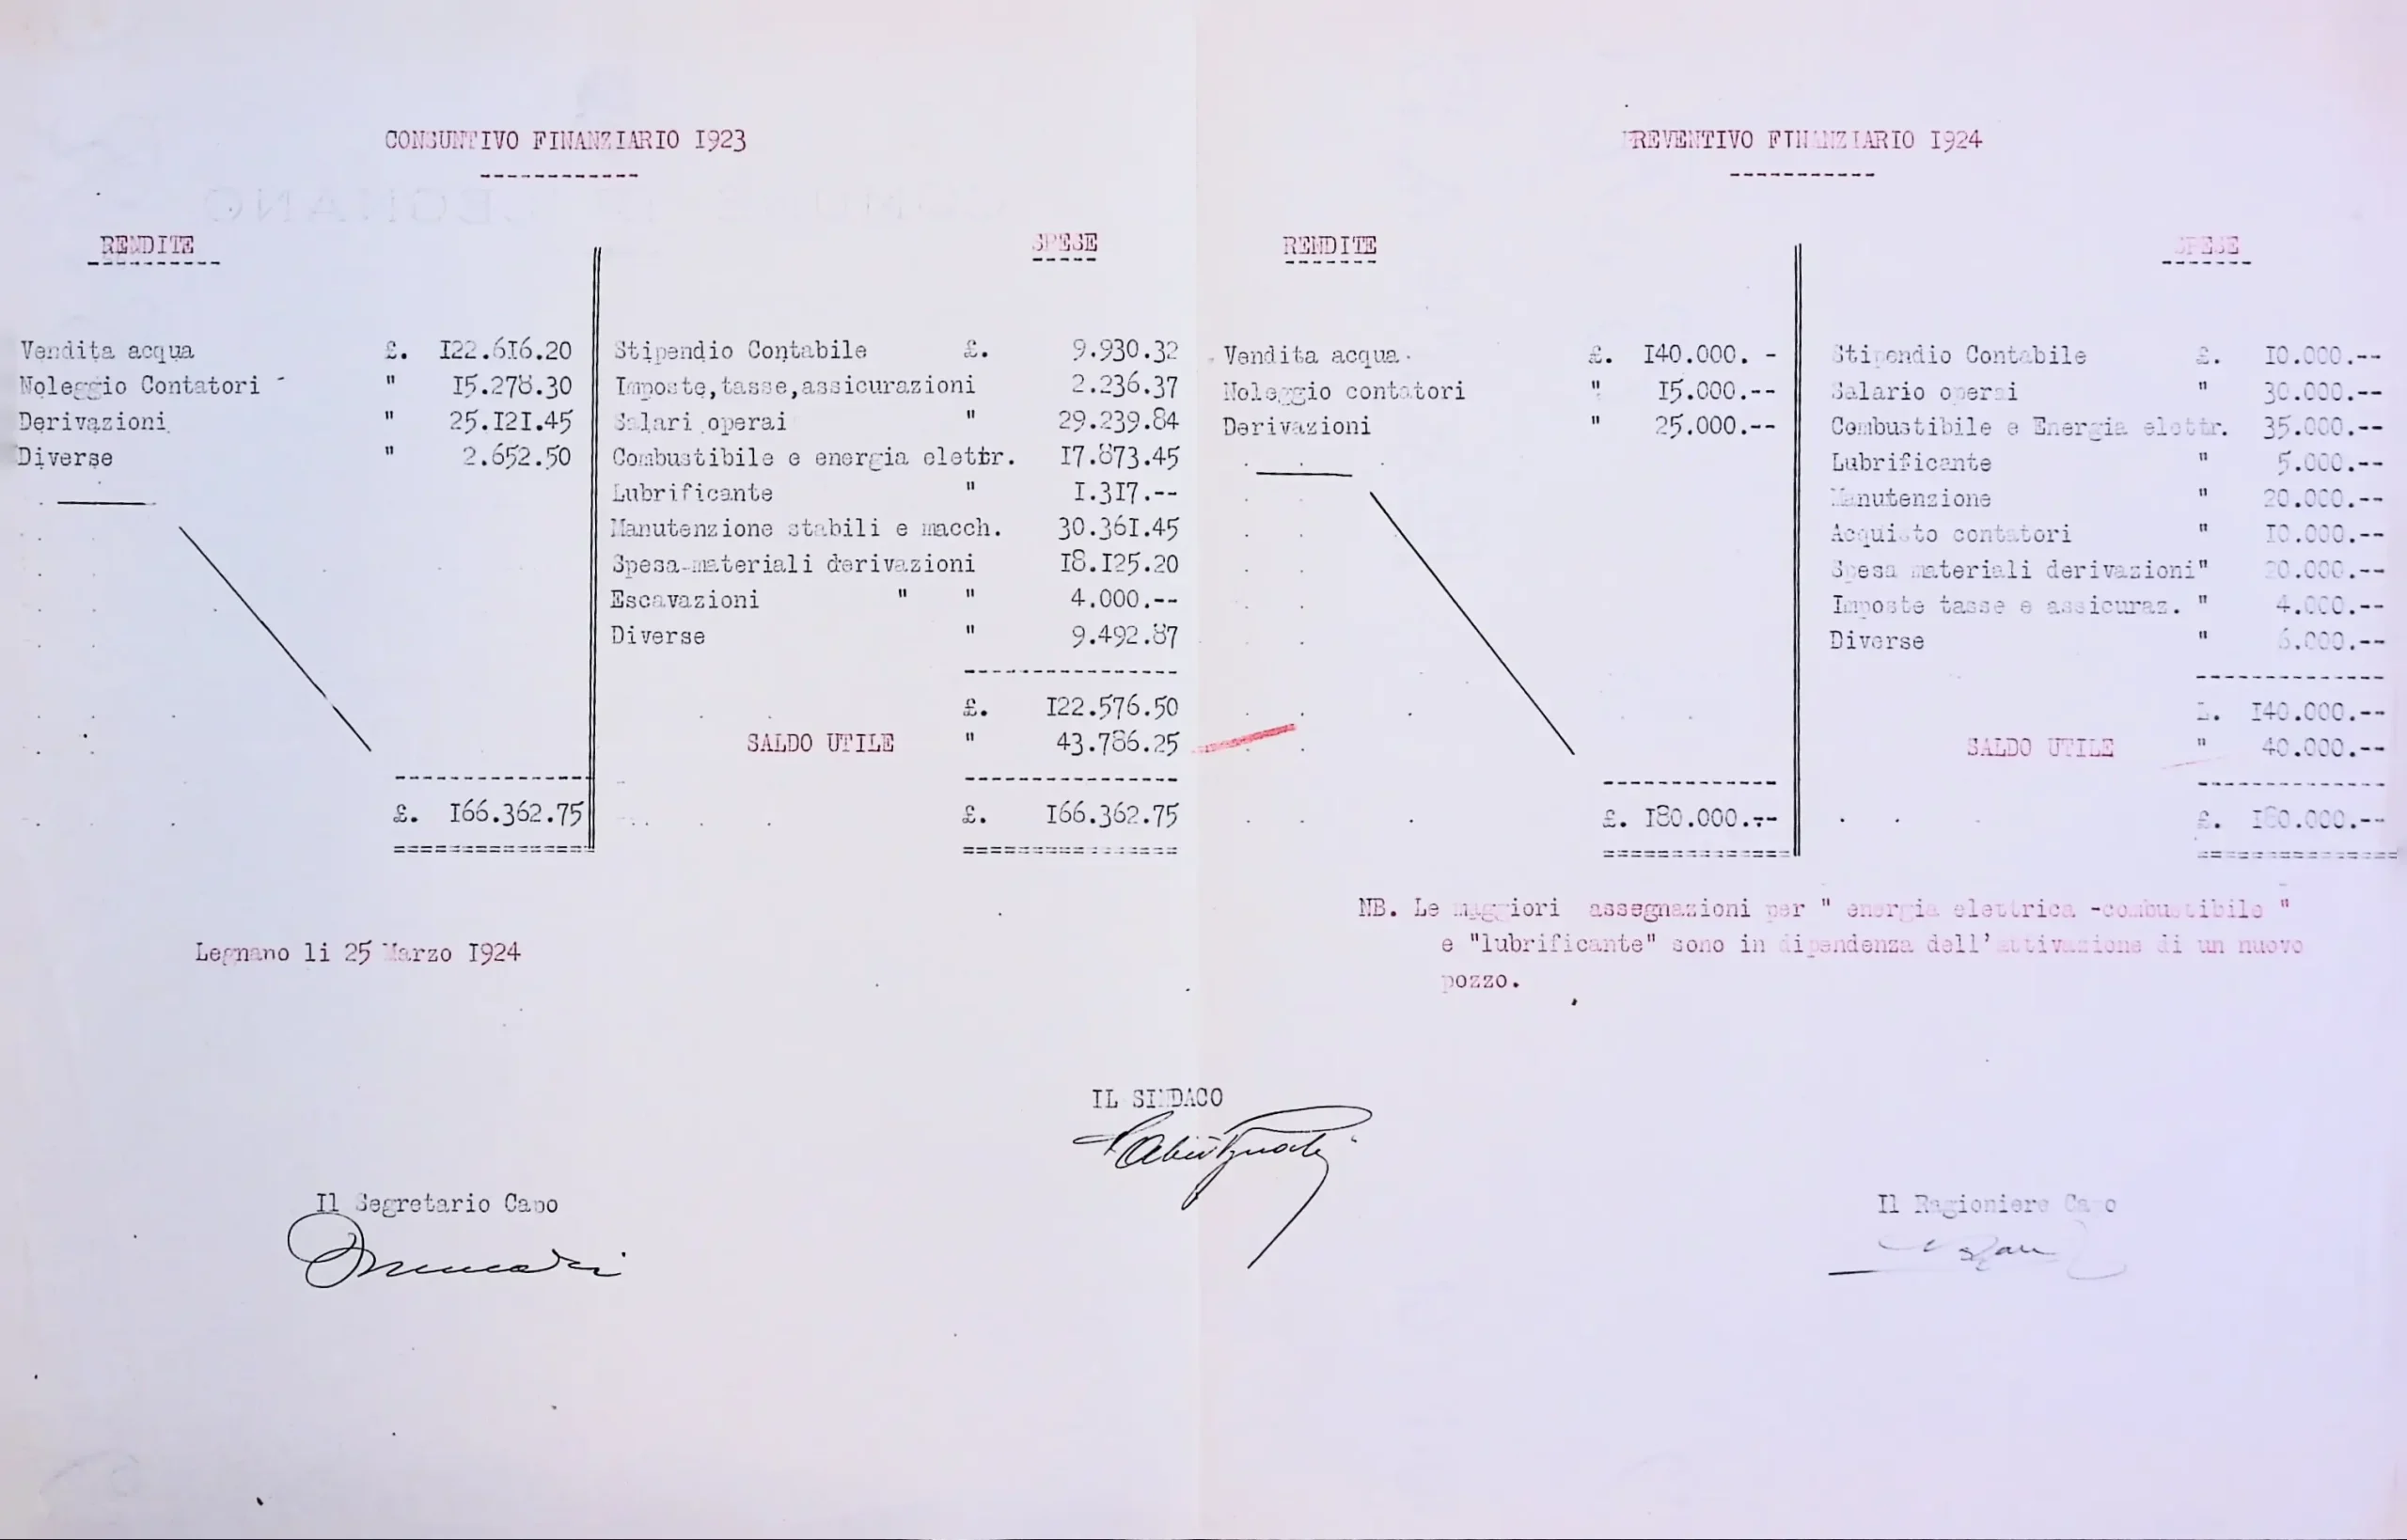 CONSUNTIVO FINANZIARIO 1923
RENDITE
SPESE
Vendita acqua £. 122.616.20
Noleggio Contatori " 15.278.30
Derivazioni " 25.121.45
Diverse " 2.652.50
£. 166.362.75
Stipendio Contabile £. 9.930.32
Imposte,tasse,assicurazioni 2.236.37
Salari operai " 29.239.84
Combustibile e energia elettr. 17.873.45
Lubrificante " 1.317.--
Manutenzione stabili e macch. 30.361.45
Spesa-materiali derivazioni 18.125.20
Escavazioni " " 4.000.--
Diverse " 9.492.87
£. 122.576.50
SALDO UTILE " 43.786.25
£. 166.362.75
Legnano li 25 Marzo 1924
PREVENTIVO FINANZIARIO 1924
RENDITE
SPESE
Vendita acqua £. 140.000. -
Noleggio contatori " 15.000.--
Derivazioni " 25.000.--
£. 180.000.--
Stipendio Contabile £. 10.000.--
Salario operai " 30.000.--
Combustibile e Energia elettr. 35.000.--
Lubrificante " 5.000.--
Manutenzione " 20.000.--
Acquisto contatori " 10.000.--
Spesa materiali derivazioni" 20.000.--
Imposte tasse e assicuraz. " 4.000.--
Diverse " 6.000.--
£. 140.000.--
SALDO UTILE " 40.000.--
£. 180.000.--
NB. Le maggiori assegnazioni per " energia elettrica -combustibile "
e "lubrificante" sono in dipendenza dell'attivazione di un nuovo
pozzo.
IL SINDACO
Il Segretario Capo
Il Ragioniere Capo